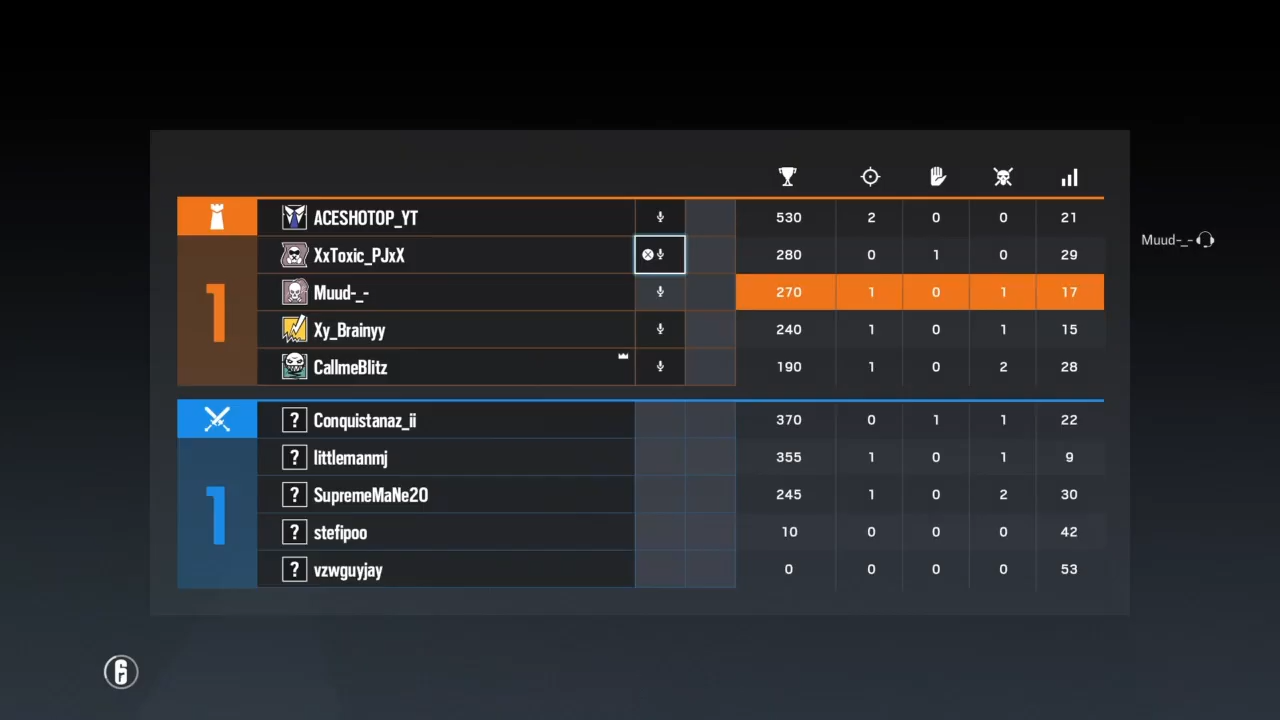 ACESHOTOP_YT 530 2 0 0 21
XxToxic_PJxX 280 0 1 0 29
Muud-_-
1 Muud-_- 270 1 0 1 17
Xy_Brainyy 240 1 0 1 15
CallmeBlitz 190 1 0 2 28
? Conquistanaz_ii 370 0 1 1 22
? littlemanmj 355 1 0 1 9
1 ? SupremeMaNe20 245 1 0 2 30
? stefipoo 10 0 0 0 42
? vzwguyjay 0 0 0 0 53
6